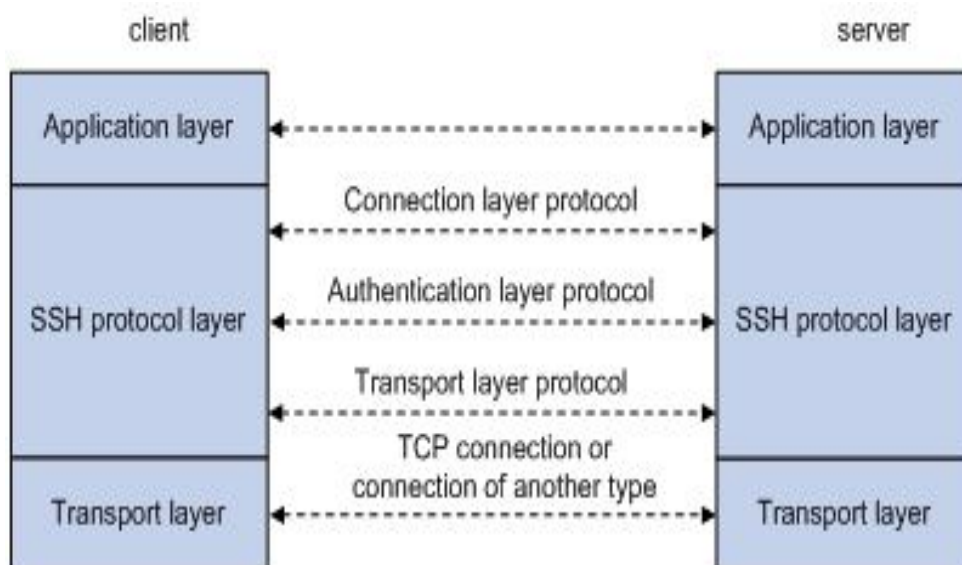 client
server
Application layer
Application layer
Connection layer protocol
Authentication layer protocol
SSH protocol layer
SSH protocol layer
Transport layer protocol
TCP connection or
connection of another type
Transport layer
Transport layer